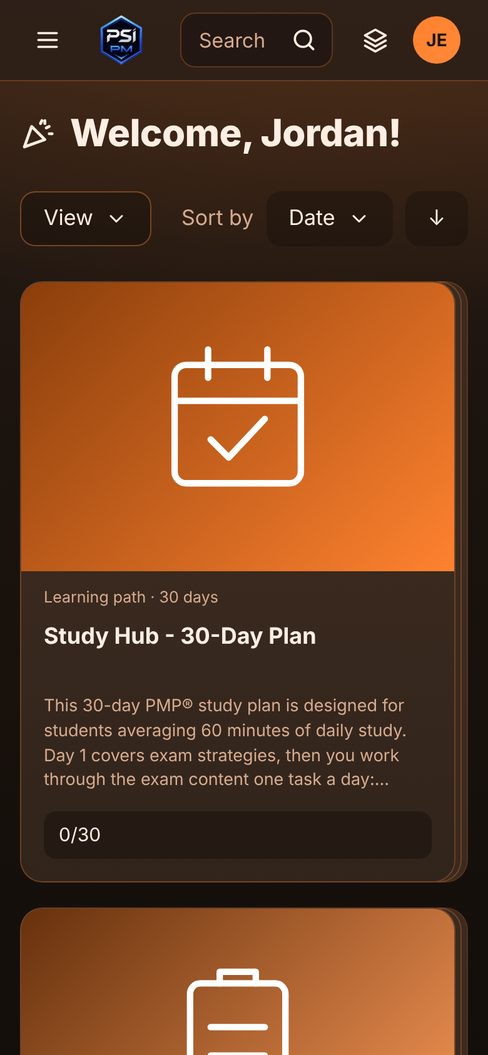 PSI
PM
Search
JE
Welcome, Jordan!
View
Sort by
Date
Learning path · 30 days
Study Hub - 30-Day Plan
This 30-day PMP® study plan is designed for
students averaging 60 minutes of daily study.
Day 1 covers exam strategies, then you work
through the exam content one task a day:...
0/30